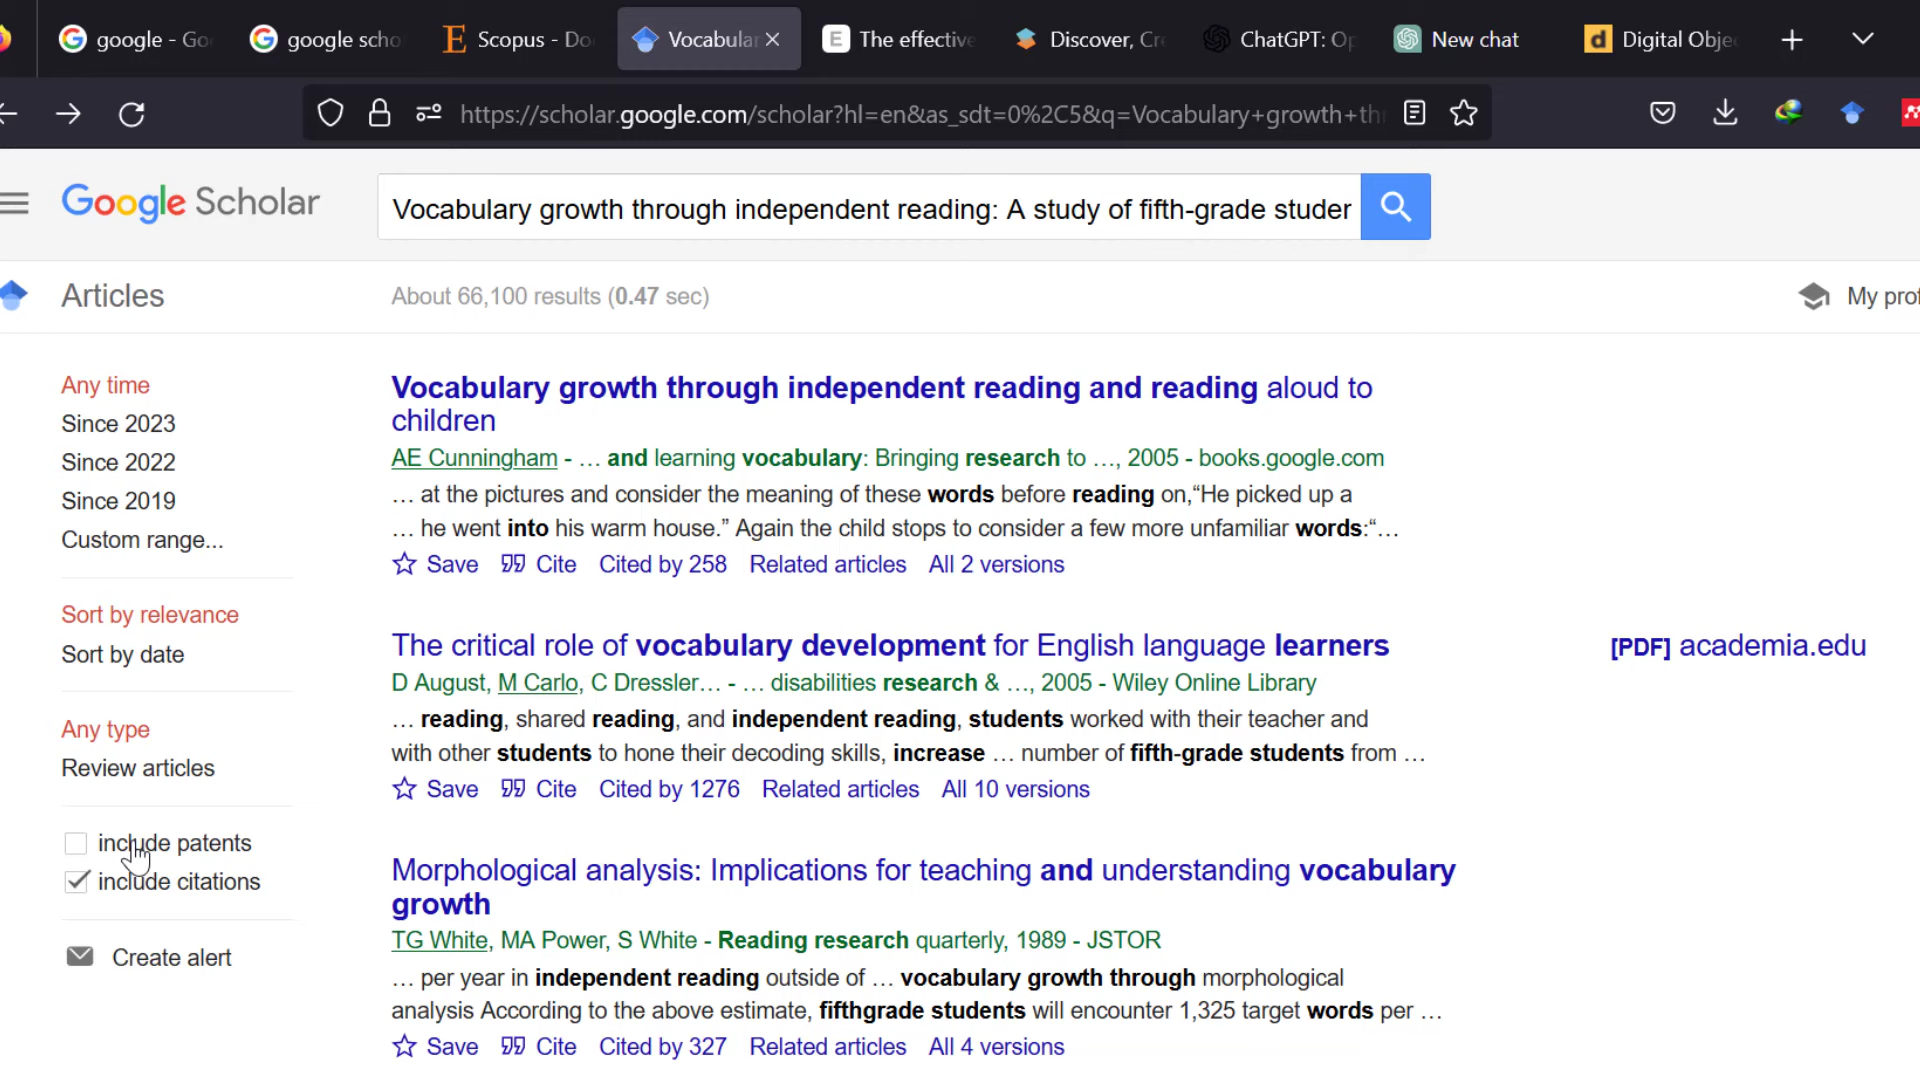 google - Go
google scho
Scopus - Do
Vocabular
The effective
Discover, Cre
ChatGPT: Op
New chat
Digital Obje
https://scholar.google.com/scholar?hl=en&as_sdt=0%2C5&q=Vocabulary+growth+thr
Google Scholar
Vocabulary growth through independent reading: A study of fifth-grade studer
Articles
About 66,100 results (0.47 sec)
My prof
Any time
Since 2023
Since 2022
Since 2019
Custom range...
Sort by relevance
Sort by date
Any type
Review articles
include patents
include citations
Create alert
Vocabulary growth through independent reading and reading aloud to
children
AE Cunningham - … and learning vocabulary: Bringing research to …, 2005 - books.google.com
… at the pictures and consider the meaning of these words before reading on,“He picked up a
… he went into his warm house.” Again the child stops to consider a few more unfamiliar words:“…
Save Cite Cited by 258 Related articles All 2 versions
The critical role of vocabulary development for English language learners
[PDF] academia.edu
D August, M Carlo, C Dressler… - … disabilities research & …, 2005 - Wiley Online Library
… reading, shared reading, and independent reading, students worked with their teacher and
with other students to hone their decoding skills, increase … number of fifth-grade students from …
Save Cite Cited by 1276 Related articles All 10 versions
Morphological analysis: Implications for teaching and understanding vocabulary
growth
TG White, MA Power, S White - Reading research quarterly, 1989 - JSTOR
… per year in independent reading outside of … vocabulary growth through morphological
analysis According to the above estimate, fifthgrade students will encounter 1,325 target words per …
Save Cite Cited by 327 Related articles All 4 versions